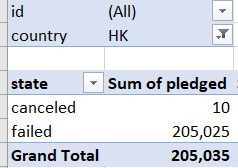 id (All)
country HK
state Sum of pledged
canceled 10
failed 205,025
Grand Total 205,035